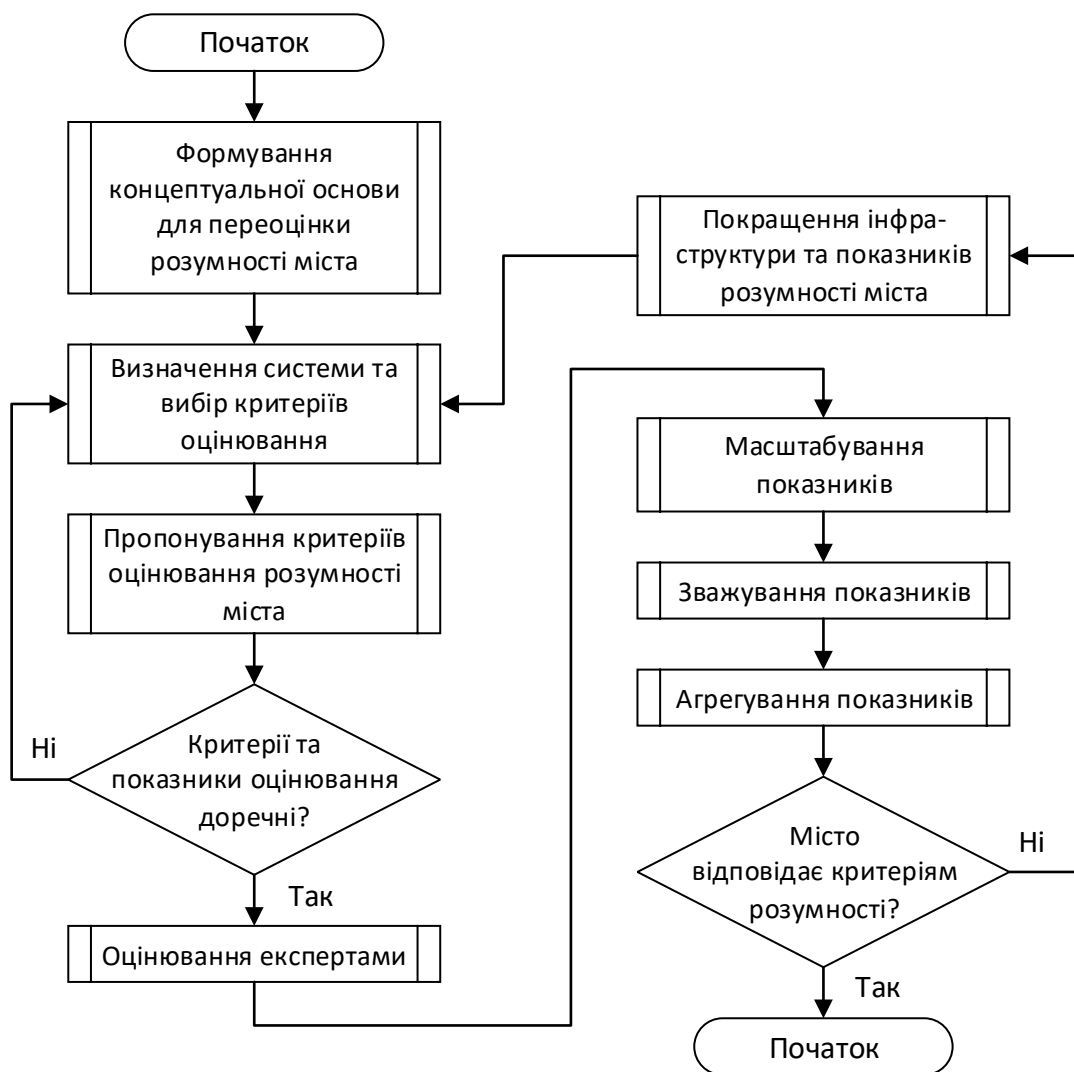 Початок
Формування
концептуальної основи
для переоцінки
розумності міста
Визначення системи та
вибір критеріїв
оцінювання
Пропонування критеріїв
оцінювання розумності
міста
Критерії та
показники оцінювання
доречні?
Ні
Так
Оцінювання експертами
Покращення інфра-
структури та показників
розумності міста
Масштабування
показників
Зважування показників
Агрегування показників
Місто
відповідає критеріям
розумності?
Ні
Так
Початок